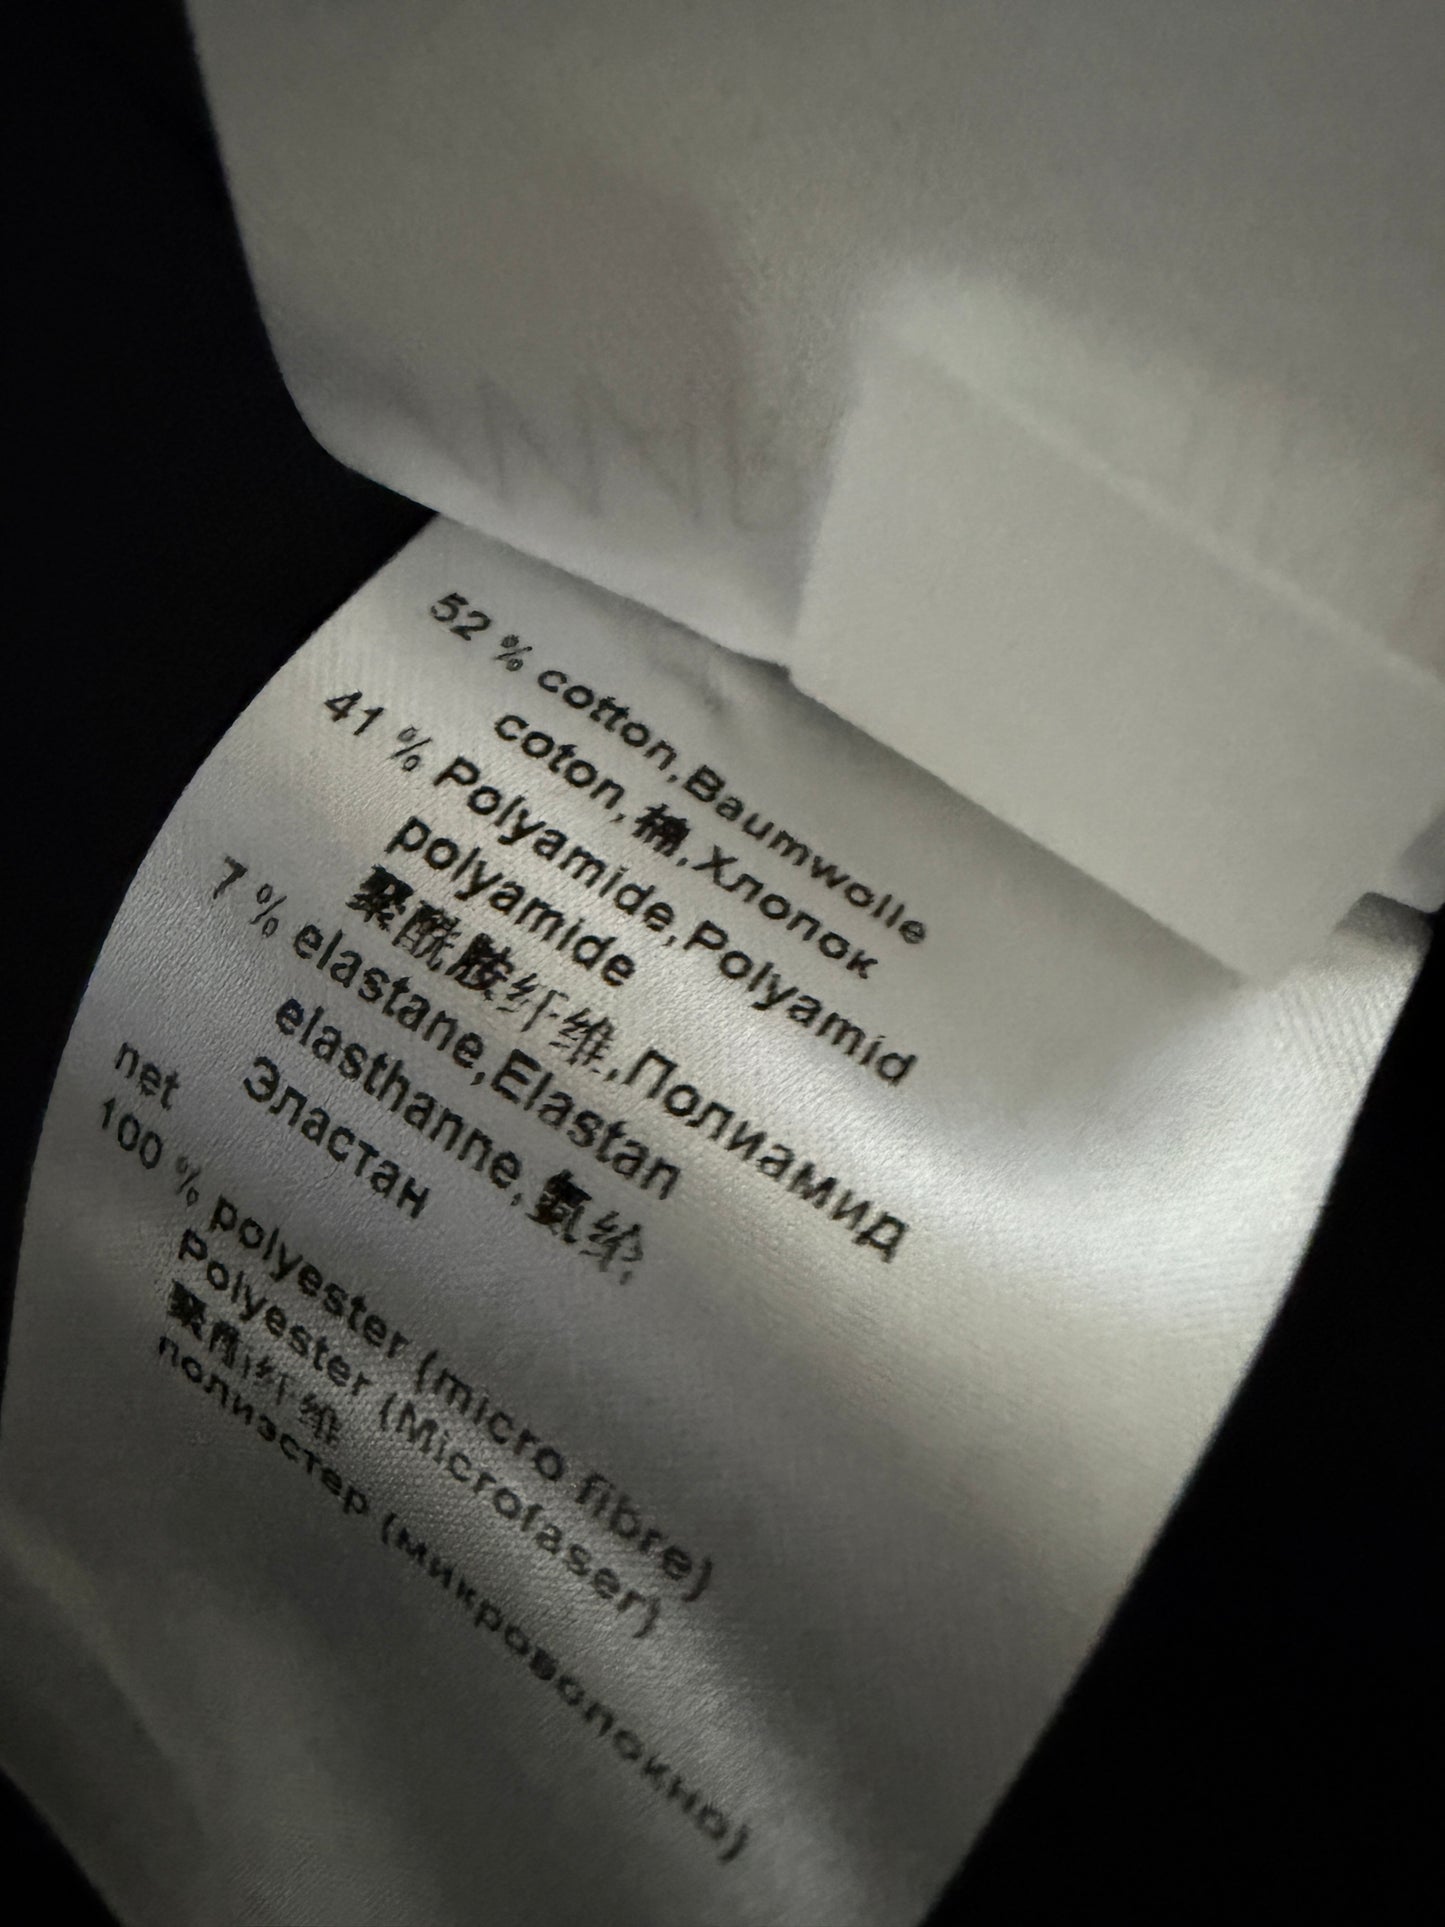 52 % cotton,Baumwolle
coton,棉,Хлопок
41 % Polyamide,Polyamid
polyamide
聚酰胺纤维,Полиамид
7 % elastane,Elastan
elasthanne,氨纶
Эластан
net
100 % polyester (micro fibre)
Polyester (Microfaser)
聚酯纤维
полиэстер (микроволокно)